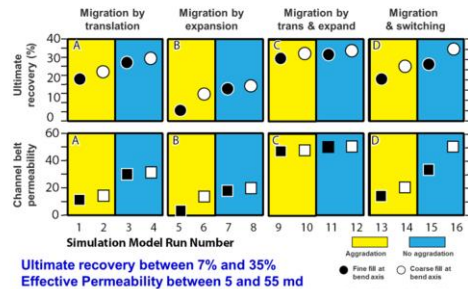 Migration by translation
Migration by expansion
Migration by trans & expand
Migration & switching
Ultimate recovery (%)
40
30
20
10
0
A
B
C
D
Channel belt permeability
60
40
20
0
A
B
C
D
1 2 3 4 5 6 7 8 9 10 11 12 13 14 15 16
Simulation Model Run Number
Aggradation
No aggradation
Fine fill at bend axis
Coarse fill at bend axis
Ultimate recovery between 7% and 35%
Effective Permeability between 5 and 55 md